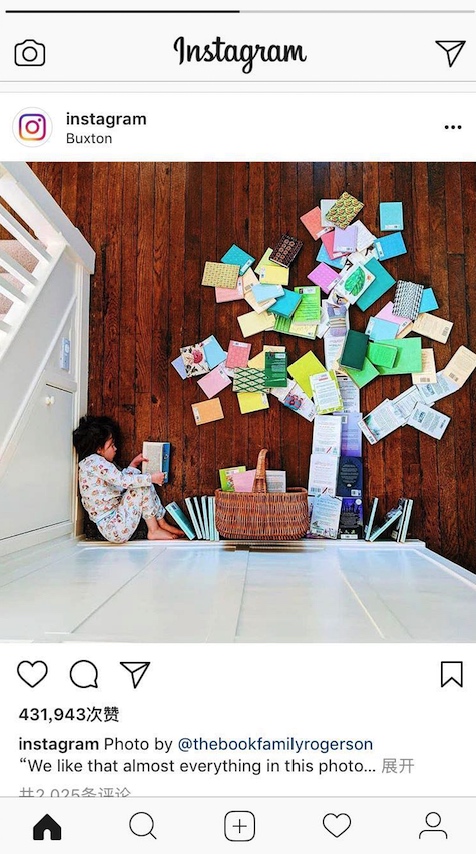 Instagram
instagram
Buxton
431,943次赞
instagram Photo by @thebookfamilyrogerson
“We like that almost everything in this photo... 展开
共2,025条评论